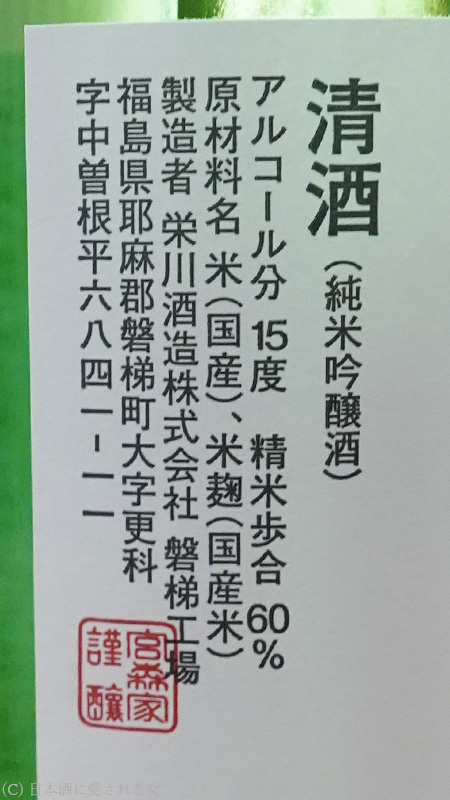 清酒(純米吟醸酒)
アルコール分 15度 精米歩合 60%
原材料名 米(国産)、米麹(国産米)
製造者 栄川酒造株式会社 磐梯工場
福島県耶麻郡磐梯町大字更科
字中曽根平六八四一-一一
宮森家
謹醸
(C) 日本酒に愛された女